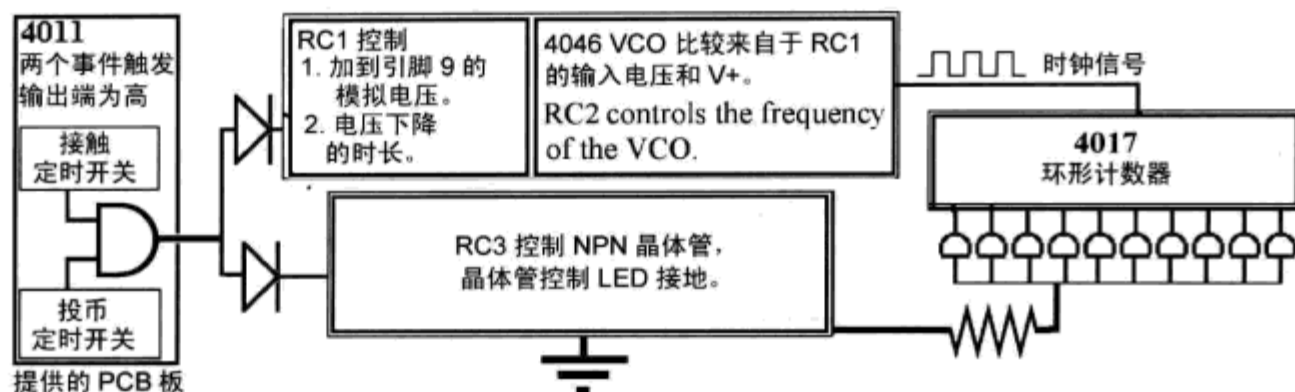 4011
两个事件触发
输出端为高
接触
定时开关
投币
定时开关
提供的 PCB 板
RC1 控制
1. 加到引脚 9 的
模拟电压。
2. 电压下降
的时长。
4046 VCO 比较来自于 RC1
的输入电压和 V+。
RC2 controls the frequency
of the VCO.
时钟信号
4017
环形计数器
RC3 控制 NPN 晶体管，
晶体管控制 LED 接地。